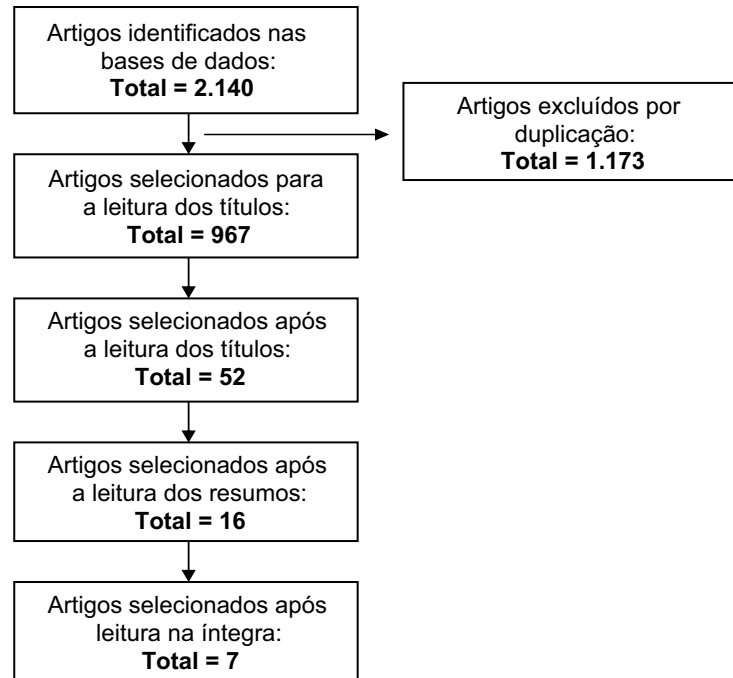 Artigos identificados nas
bases de dados:
Total = 2.140
Artigos excluídos por
duplicação:
Total = 1.173
Artigos selecionados para
a leitura dos títulos:
Total = 967
Artigos selecionados após
a leitura dos títulos:
Total = 52
Artigos selecionados após
a leitura dos resumos:
Total = 16
Artigos selecionados após
leitura na íntegra:
Total = 7